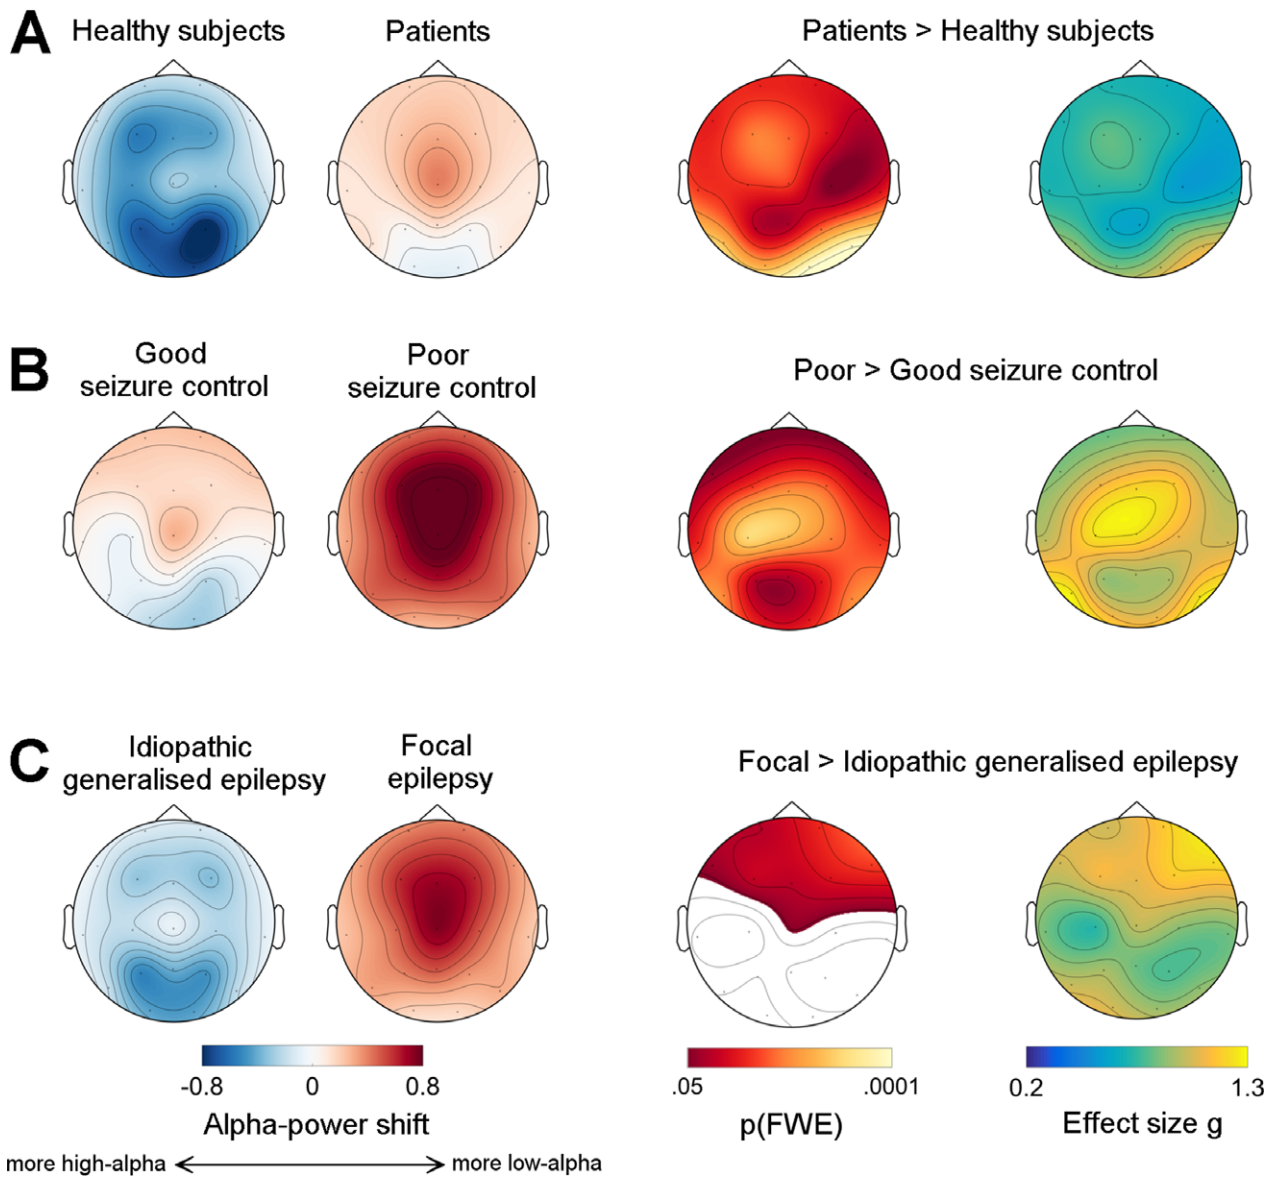 A
Healthy subjects
Patients
Patients > Healthy subjects
B
Good
seizure control
Poor
seizure control
Poor > Good seizure control
C
Idiopathic
generalised epilepsy
Focal
epilepsy
Focal > Idiopathic generalised epilepsy
-0.8 0 0.8
Alpha-power shift
more high-alpha
more low-alpha
.05 .0001
p(FWE)
0.2 1.3
Effect size g